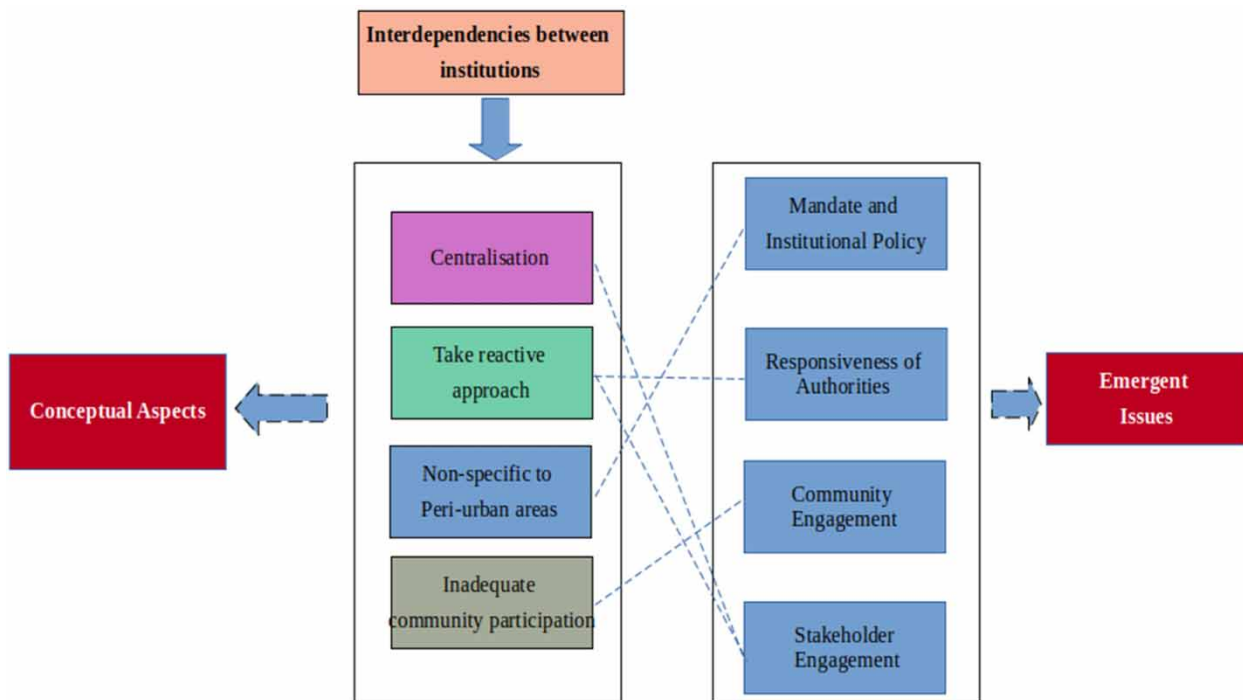 Interdependencies between
institutions
Centralisation
Take reactive
approach
Non-specific to
Peri-urban areas
Inadequate
community participation
Mandate and
Institutional Policy
Responsiveness of
Authorities
Community
Engagement
Stakeholder
Engagement
Conceptual Aspects
Emergent
Issues